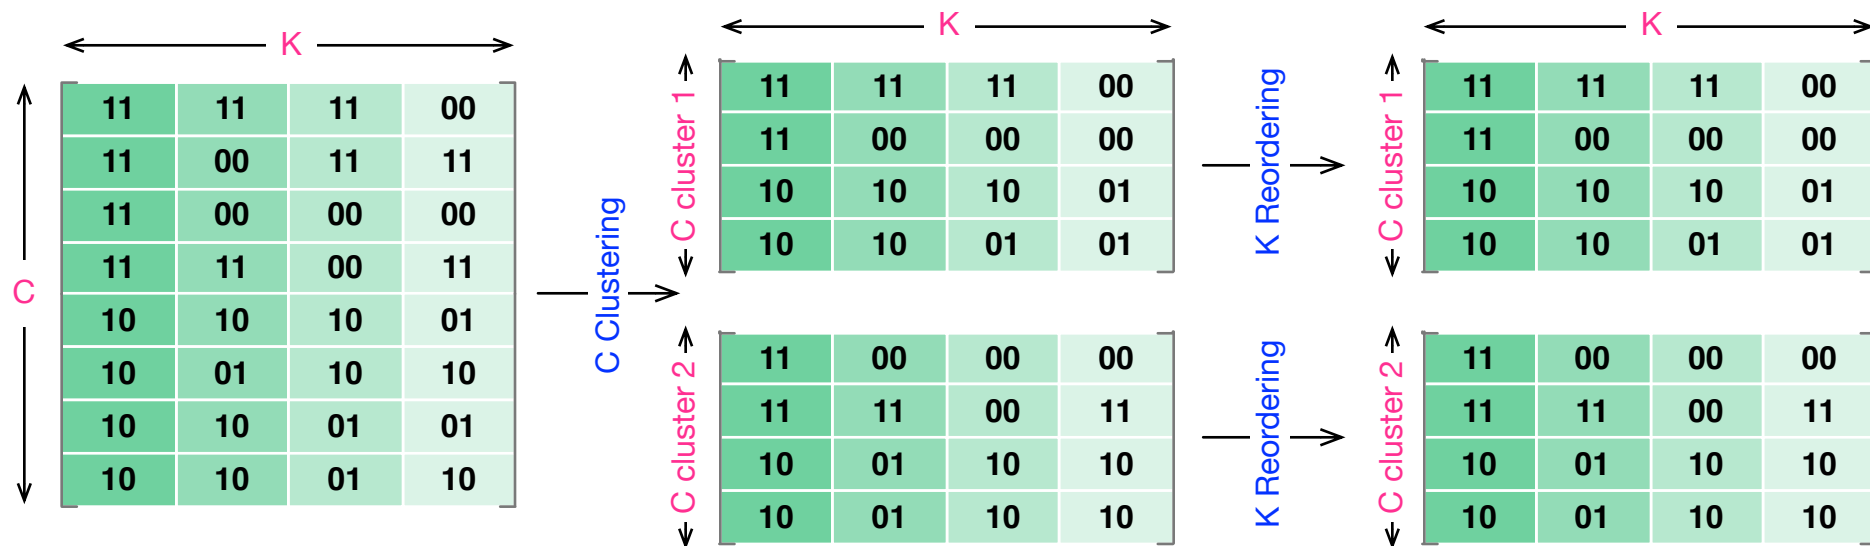 K
C
11 11 11 00
11 00 11 11
11 00 00 00
11 11 00 11
10 10 10 01
10 01 10 10
10 10 01 01
10 10 01 10
C Clustering
K
C cluster 1
11 11 11 00
11 00 00 00
10 10 10 01
10 10 01 01
C cluster 2
11 00 00 00
11 11 00 11
10 01 10 10
10 01 10 10
K Reordering
K Reordering
K
C cluster 1
11 11 11 00
11 00 00 00
10 10 10 01
10 10 01 01
C cluster 2
11 00 00 00
11 11 00 11
10 01 10 10
10 01 10 10